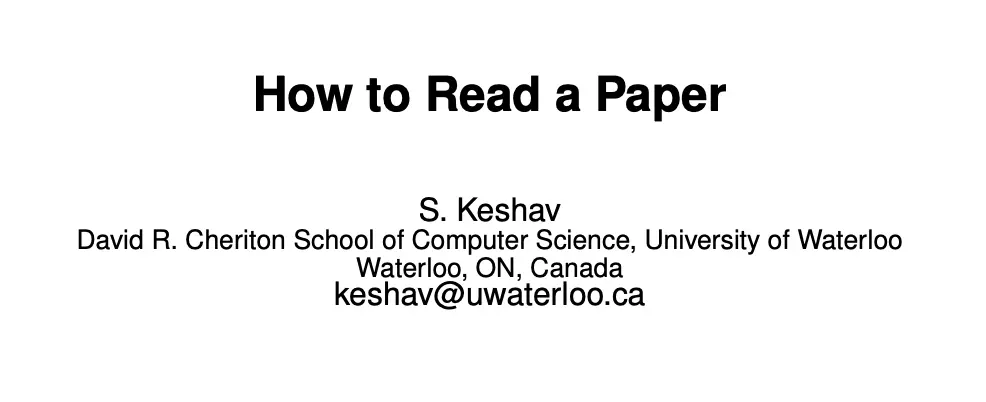 How to Read a Paper
S. Keshav
David R. Cheriton School of Computer Science, University of Waterloo
Waterloo, ON, Canada
keshav@uwaterloo.ca